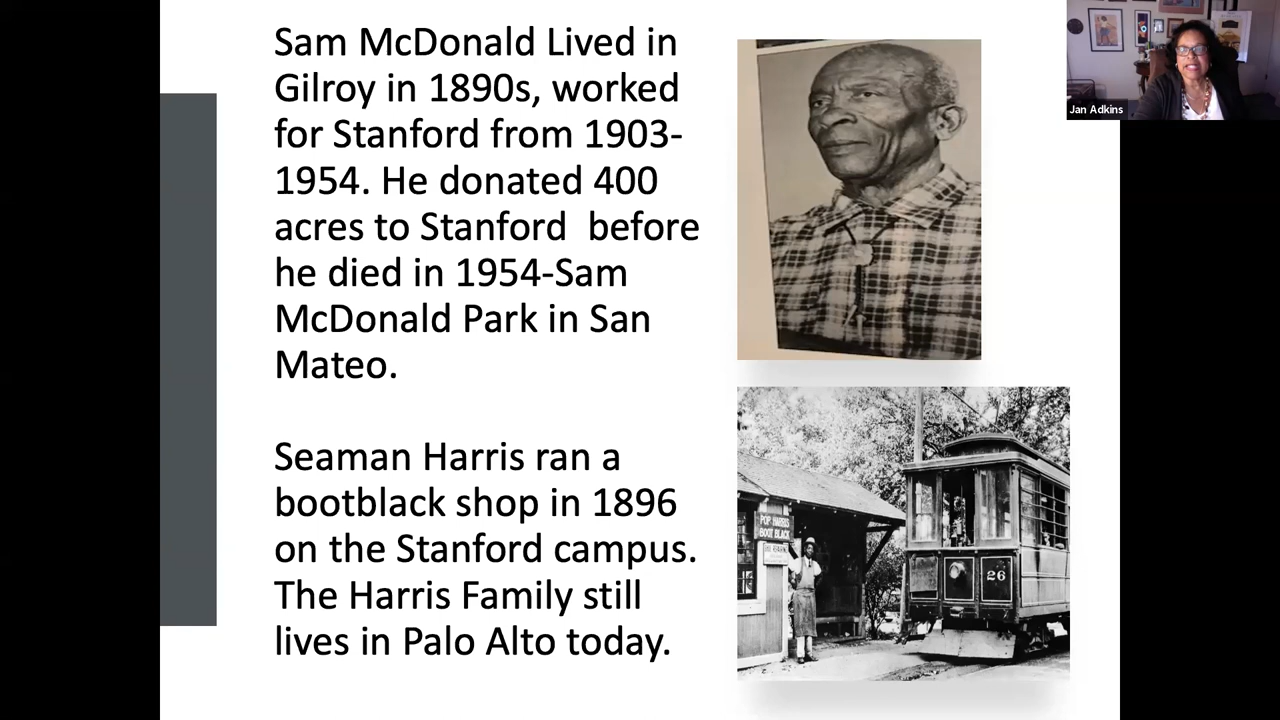 Sam McDonald Lived in
Gilroy in 1890s, worked
for Stanford from 1903-
1954. He donated 400
acres to Stanford  before
he died in 1954-Sam
McDonald Park in San
Mateo.
Seaman Harris ran a
bootblack shop in 1896
on the Stanford campus.
The Harris Family still
lives in Palo Alto today.
Jan Adkins
POP HARRIS
BOOT BLACK
26